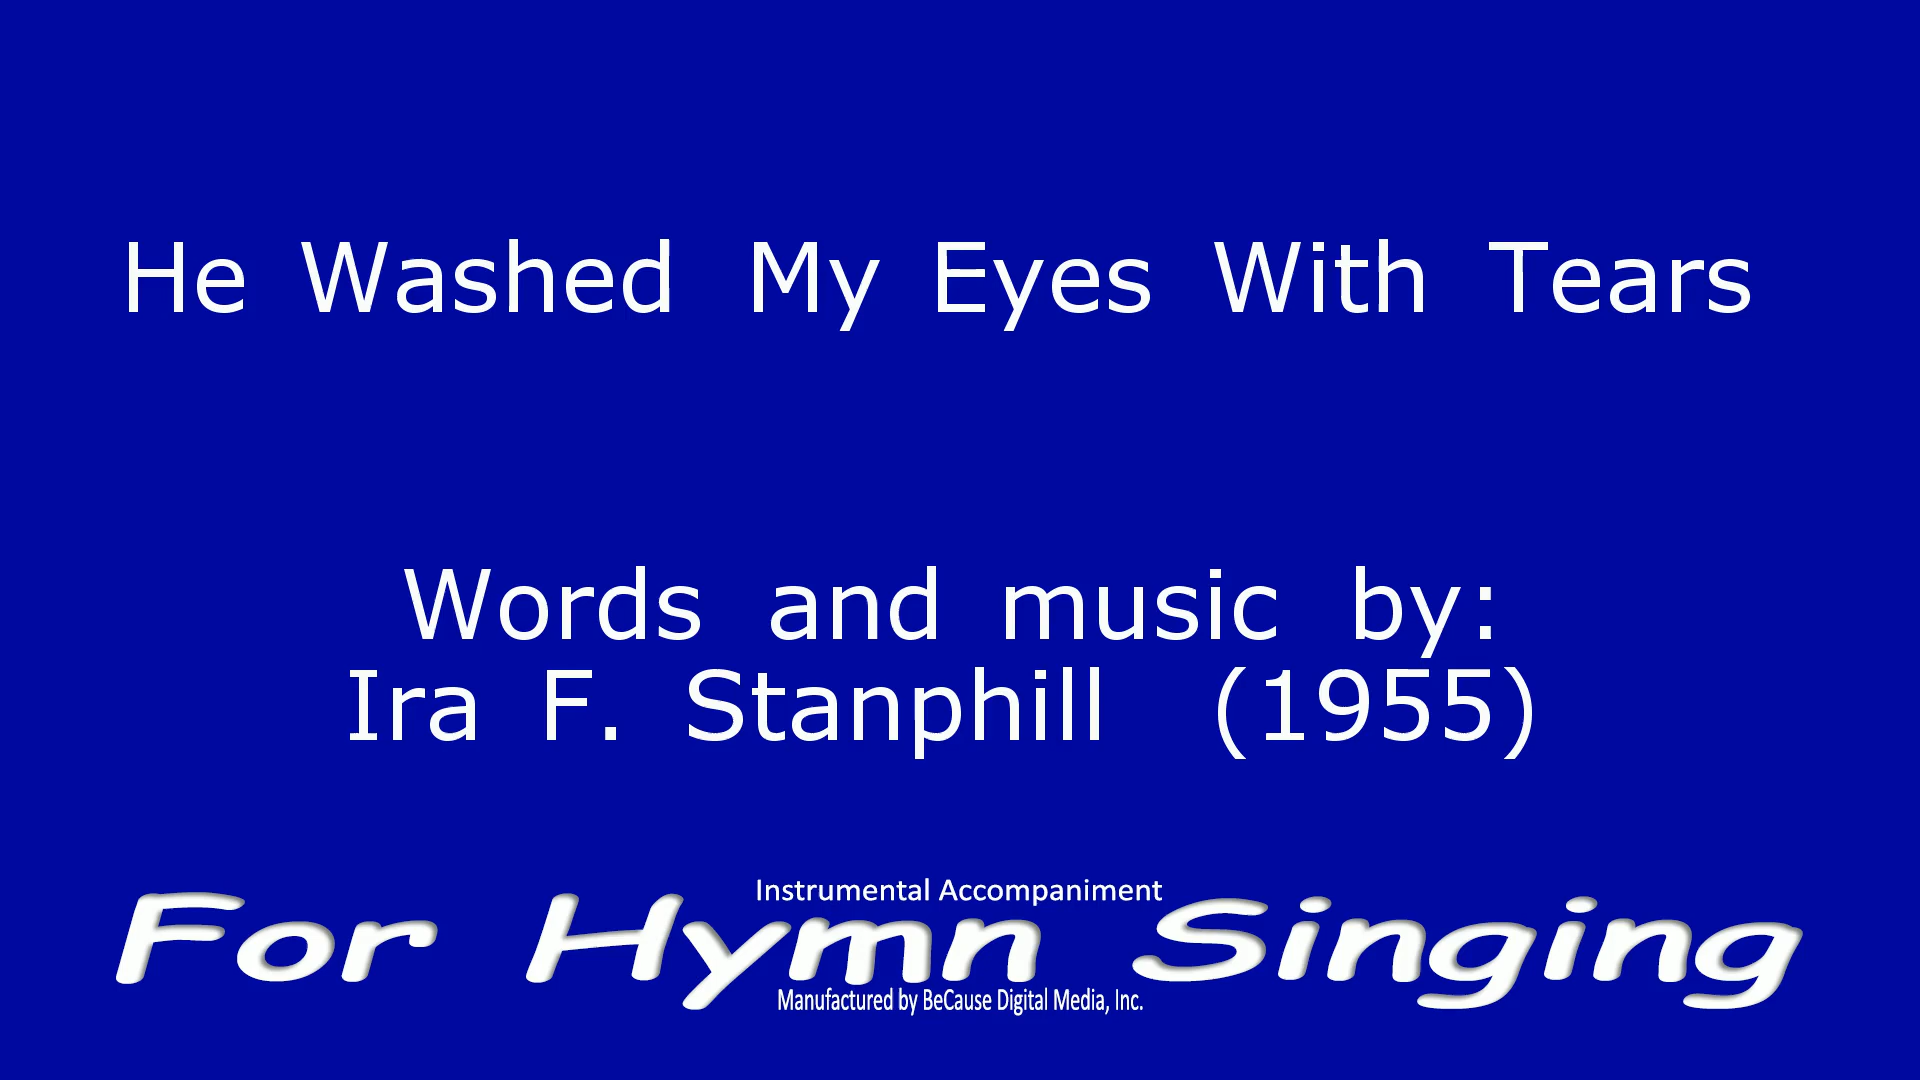 He Washed My Eyes With Tears
Words and music by:
Ira F. Stanphill (1955)
Instrumental Accompaniment
For Hymn Singing
Manufactured by BeCause Digital Media, Inc.